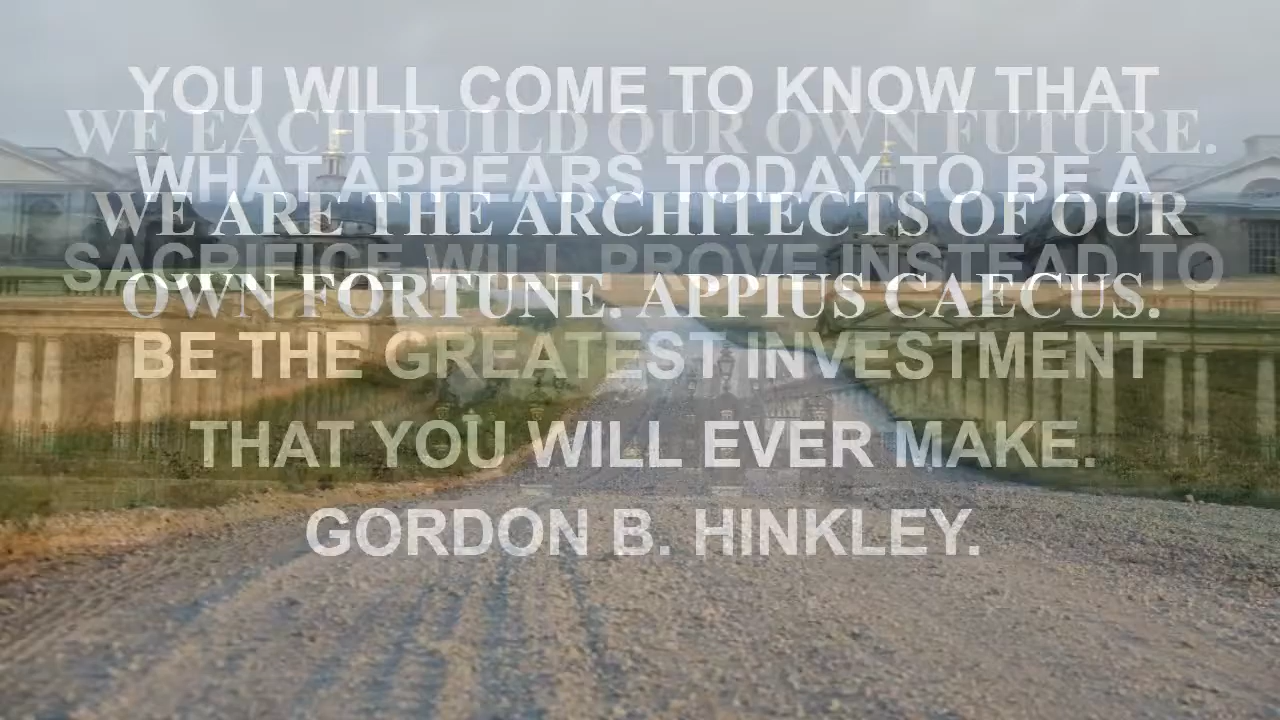 YOU WILL COME TO KNOW THAT
WHAT APPEARS TODAY TO BE A
SACRIFICE WILL PROVE INSTEAD TO
BE THE GREATEST INVESTMENT
THAT YOU WILL EVER MAKE.
GORDON B. HINKLEY.
WE EACH BUILD OUR OWN FUTURE.
WE ARE THE ARCHITECTS OF OUR
OWN FORTUNE. APPIUS CAECUS.